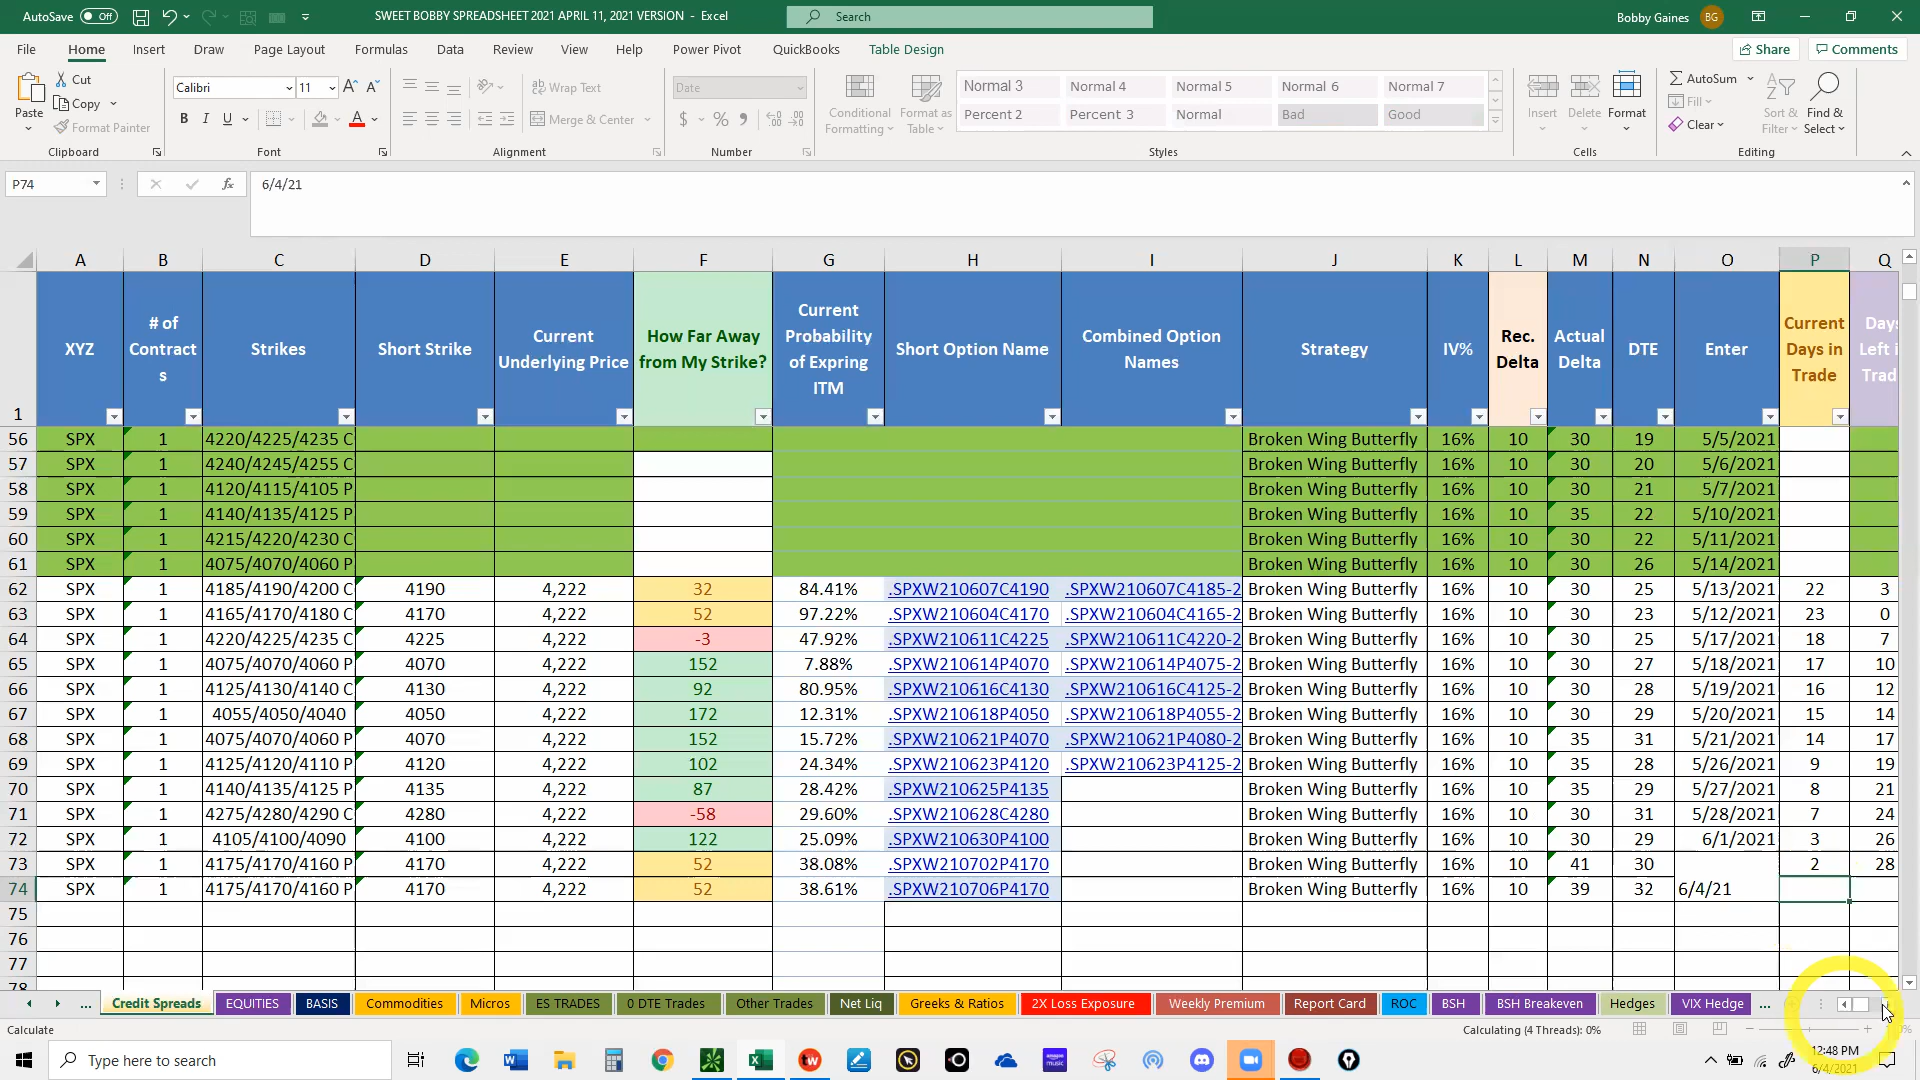 AutoSave Off SWEET BOBBY SPREADSHEET 2021 APRIL 11, 2021 VERSION - Excel Search Bobby Gaines BG
File Home Insert Draw Page Layout Formulas Data Review View Help Power Pivot QuickBooks Table Design Share Comments
Paste Cut Copy Format Painter
Calibri 11 A A B I U A
Wrap Text Merge & Center
Date $ % 9
Conditional Formatting Format as Table
Normal 3 Normal 4 Normal 5 Normal 6 Normal 7
Percent 2 Percent 3 Normal Bad Good
Insert Delete Format
AutoSum Fill Clear Sort & Filter Find & Select
Clipboard Font Alignment Number Styles Cells Editing
P74 fx 6/4/21
A B C D E F G H I J K L M N O P Q
1 XYZ # of Contract s Strikes Short Strike Current Underlying Price How Far Away from My Strike? Current Probability of Expring ITM Short Option Name Combined Option Names Strategy IV% Rec. Delta Actual Delta DTE Enter Current Days in Trade Days Left i Trad
56 SPX 1 4220/4225/4235 C Broken Wing Butterfly 16% 10 30 19 5/5/2021
57 SPX 1 4240/4245/4255 C Broken Wing Butterfly 16% 10 30 20 5/6/2021
58 SPX 1 4120/4115/4105 P Broken Wing Butterfly 16% 10 30 21 5/7/2021
59 SPX 1 4140/4135/4125 P Broken Wing Butterfly 16% 10 35 22 5/10/2021
60 SPX 1 4215/4220/4230 C Broken Wing Butterfly 16% 10 30 22 5/11/2021
61 SPX 1 4075/4070/4060 P Broken Wing Butterfly 16% 10 30 26 5/14/2021
62 SPX 1 4185/4190/4200 C 4190 4,222 32 84.41% .SPXW210607C4190 .SPXW210607C4185-2 Broken Wing Butterfly 16% 10 30 25 5/13/2021 22 3
63 SPX 1 4165/4170/4180 C 4170 4,222 52 97.22% .SPXW210604C4170 .SPXW210604C4165-2 Broken Wing Butterfly 16% 10 30 23 5/12/2021 23 0
64 SPX 1 4220/4225/4235 C 4225 4,222 -3 47.92% .SPXW210611C4225 .SPXW210611C4220-2 Broken Wing Butterfly 16% 10 30 25 5/17/2021 18 7
65 SPX 1 4075/4070/4060 P 4070 4,222 152 7.88% .SPXW210614P4070 .SPXW210614P4075-2 Broken Wing Butterfly 16% 10 30 27 5/18/2021 17 10
66 SPX 1 4125/4130/4140 C 4130 4,222 92 80.95% .SPXW210616C4130 .SPXW210616C4125-2 Broken Wing Butterfly 16% 10 30 28 5/19/2021 16 12
67 SPX 1 4055/4050/4040 4050 4,222 172 12.31% .SPXW210618P4050 .SPXW210618P4055-2 Broken Wing Butterfly 16% 10 30 29 5/20/2021 15 14
68 SPX 1 4075/4070/4060 P 4070 4,222 152 15.72% .SPXW210621P4070 .SPXW210621P4080-2 Broken Wing Butterfly 16% 10 35 31 5/21/2021 14 17
69 SPX 1 4125/4120/4110 P 4120 4,222 102 24.34% .SPXW210623P4120 .SPXW210623P4125-2 Broken Wing Butterfly 16% 10 35 28 5/26/2021 9 19
70 SPX 1 4140/4135/4125 P 4135 4,222 87 28.42% .SPXW210625P4135 Broken Wing Butterfly 16% 10 35 29 5/27/2021 8 21
71 SPX 1 4275/4280/4290 C 4280 4,222 -58 29.60% .SPXW210628C4280 Broken Wing Butterfly 16% 10 30 31 5/28/2021 7 24
72 SPX 1 4105/4100/4090 4100 4,222 122 25.09% .SPXW210630P4100 Broken Wing Butterfly 16% 10 30 29 6/1/2021 3 26
73 SPX 1 4175/4170/4160 P 4170 4,222 52 38.08% .SPXW210702P4170 Broken Wing Butterfly 16% 10 41 30 2 28
74 SPX 1 4175/4170/4160 P 4170 4,222 52 38.61% .SPXW210706P4170 Broken Wing Butterfly 16% 10 39 32 6/4/21
75
76
77
78
... Credit Spreads EQUITIES BASIS Commodities Micros ES TRADES 0 DTE Trades Other Trades Net Liq Greeks & Ratios 2X Loss Exposure Weekly Premium Report Card ROC BSH BSH Breakeven Hedges VIX Hedge ...
Calculate Calculating (4 Threads): 0%
Type here to search tw 12:48 PM
6/4/2021